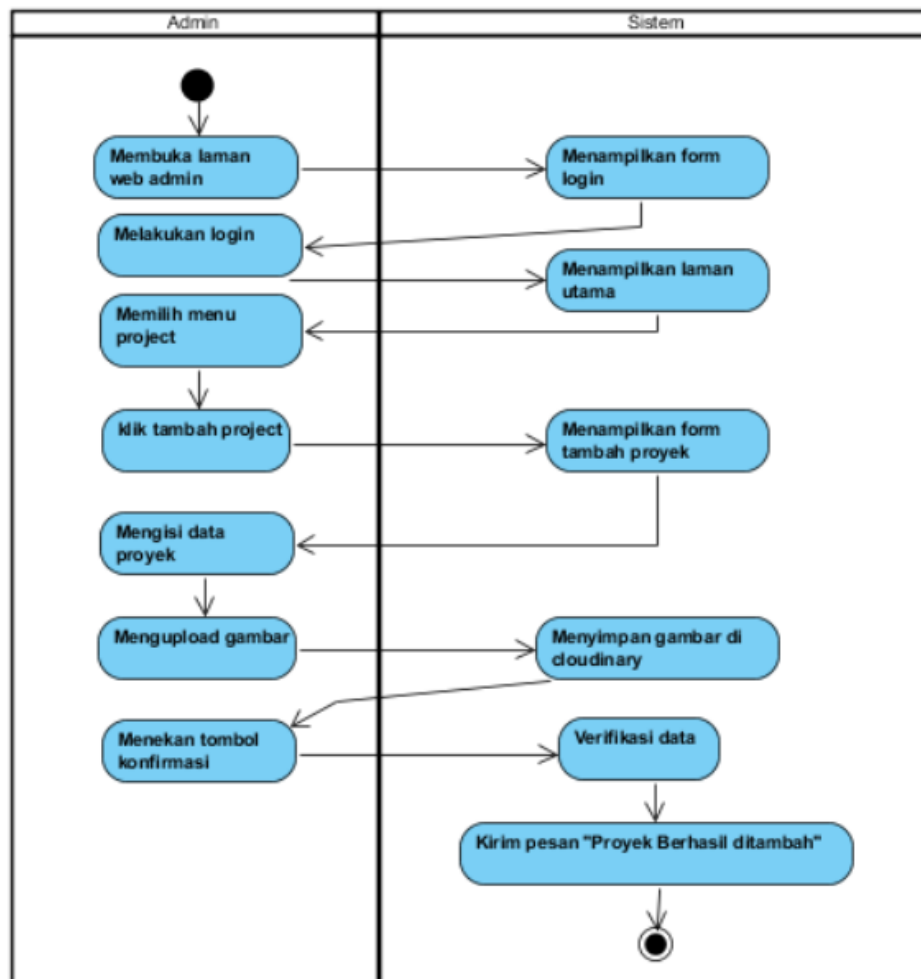 Admin
Sistem
Membuka laman
web admin
Menampilkan form
login
Melakukan login
Menampilkan laman
utama
Memilih menu
project
klik tambah project
Menampilkan form
tambah proyek
Mengisi data
proyek
Mengupload gambar
Menyimpan gambar di
cloudinary
Menekan tombol
konfirmasi
Verifikasi data
Kirim pesan "Proyek Berhasil ditambah"